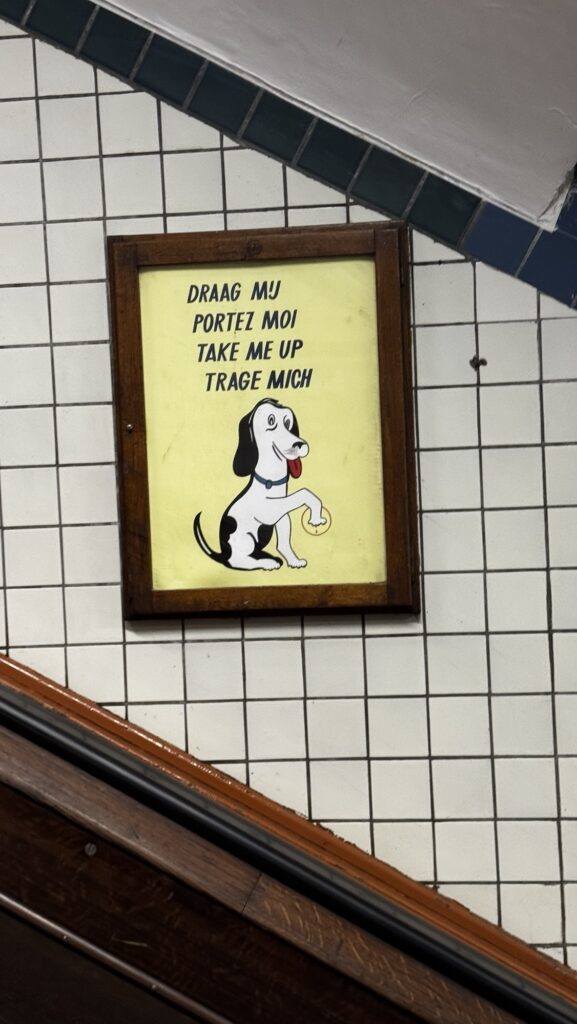 DRAAG MIJ
PORTEZ MOI
TAKE ME UP
TRAGE MICH